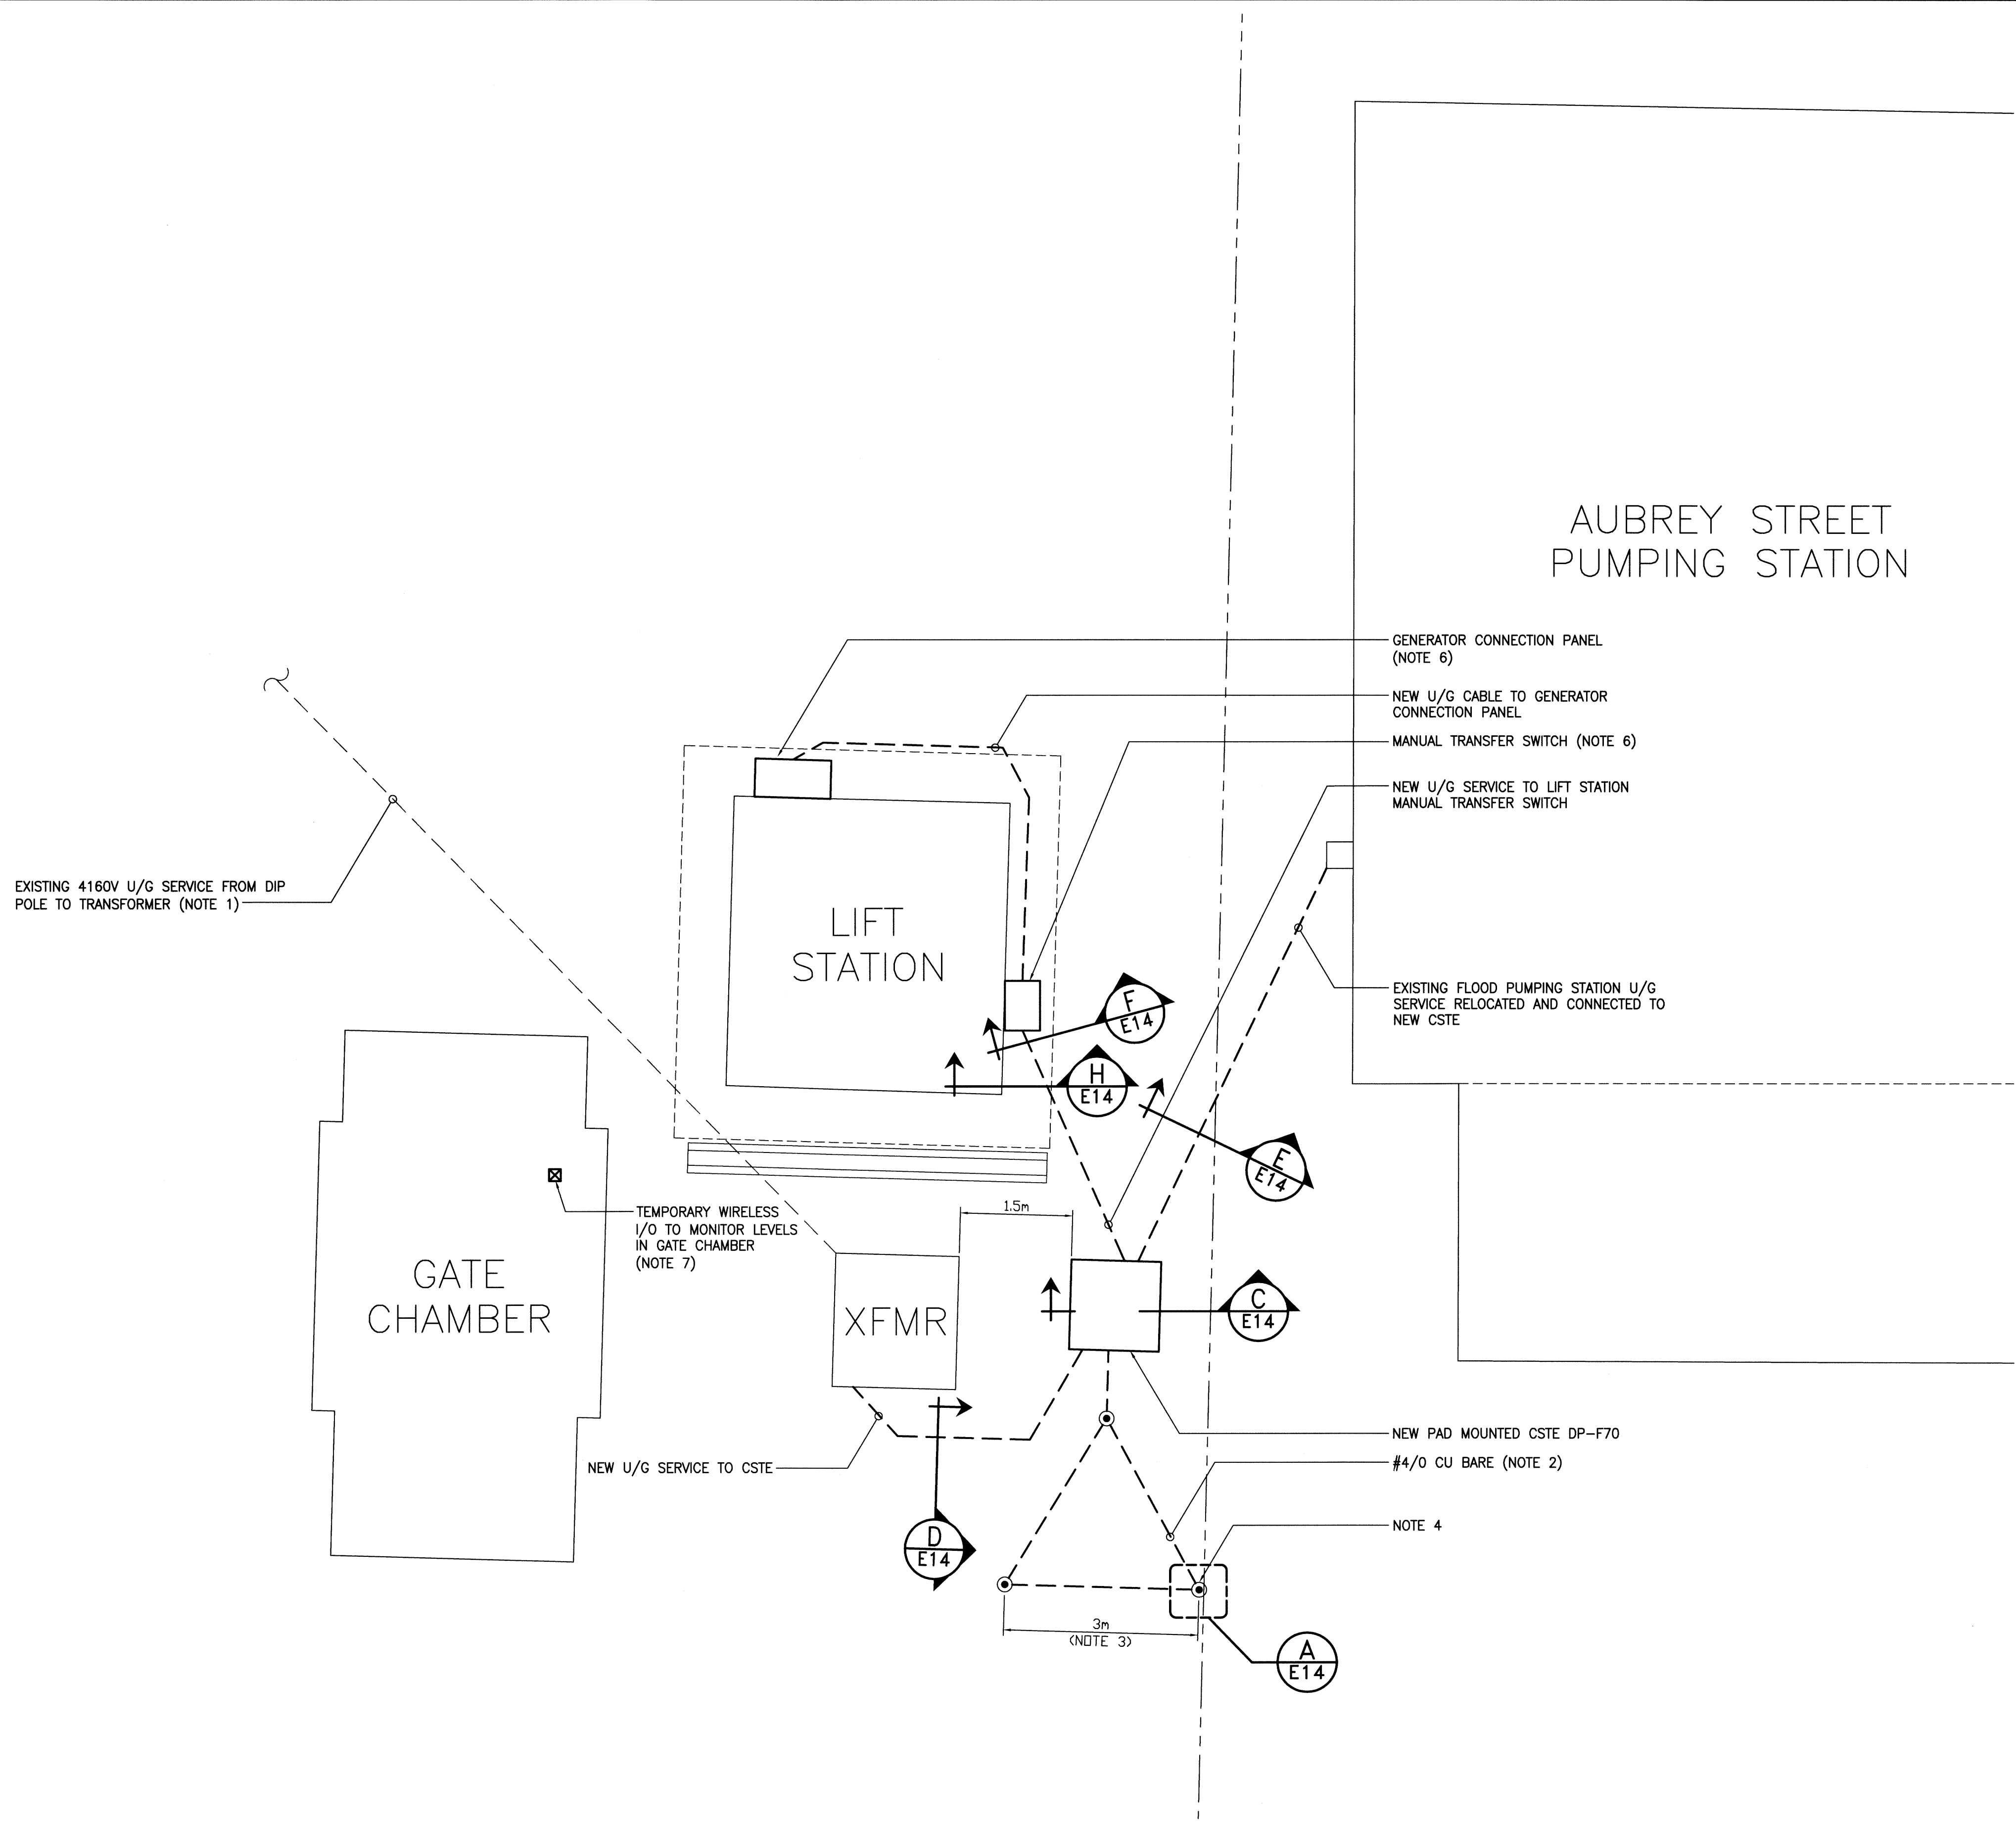 AUBREY STREET
PUMPING STATION
GENERATOR CONNECTION PANEL
(NOTE 6)
NEW U/G CABLE TO GENERATOR
CONNECTION PANEL
MANUAL TRANSFER SWITCH (NOTE 6)
NEW U/G SERVICE TO LIFT STATION
MANUAL TRANSFER SWITCH
EXISTING 4160V U/G SERVICE FROM DIP
POLE TO TRANSFORMER (NOTE 1)
LIFT
STATION
EXISTING FLOOD PUMPING STATION U/G
SERVICE RELOCATED AND CONNECTED TO
NEW CSTE
F
E14
H
E14
E
E14
TEMPORARY WIRELESS
I/O TO MONITOR LEVELS
IN GATE CHAMBER
(NOTE 7)
1.5m
GATE
CHAMBER
XFMR
C
E14
NEW PAD MOUNTED CSTE DP-F70
#4/0 CU BARE (NOTE 2)
NEW U/G SERVICE TO CSTE
NOTE 4
D
E14
3m
(NOTE 3)
A
E14